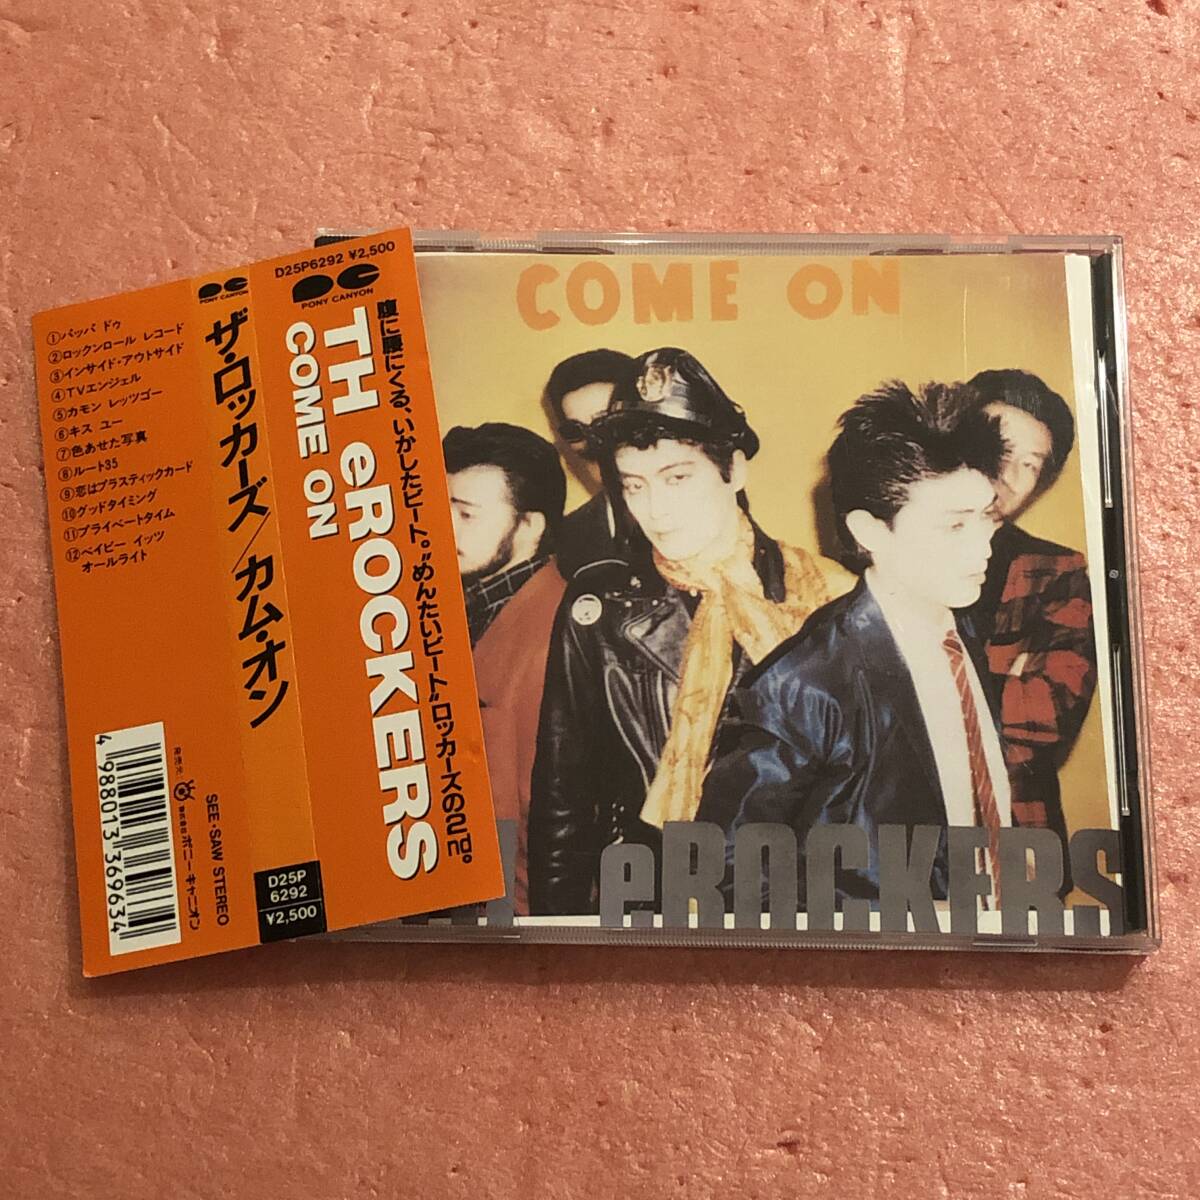 ①パッパ ドゥ
②ロックンロール レコード
③インサイド・アウトサイド
④TVエンジェル
⑤カモン レッツゴー
⑥キス ユー
⑦色あせた写真
⑧ルート35
⑨恋はプラスティックカード
⑩グッドタイミング
⑪プライベートタイム
⑫ベイビー イッツ
オールライト
4 988013 369634
発売元
株式会社 ポニーキャニオン
PONY CANYON
ザ・ロッカーズ/カム・オン
SEE・SAW STEREO
D25P6292 ¥2,500
PONY CANYON
腹に腰にくる、いかしたビート。"めんたいビート"ロッカーズの2nd。
TH eROCKERS
COME ON
D25P
6292
¥2,500
COME ON
eROCKERS